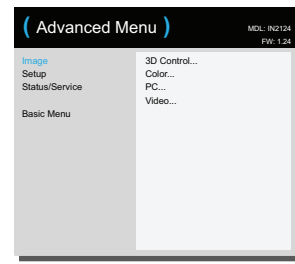 ( Advanced Menu )
MDL: IN2124
FW: 1.24
Image
Setup
Status/Service
Basic Menu
3D Control...
Color...
PC...
Video...